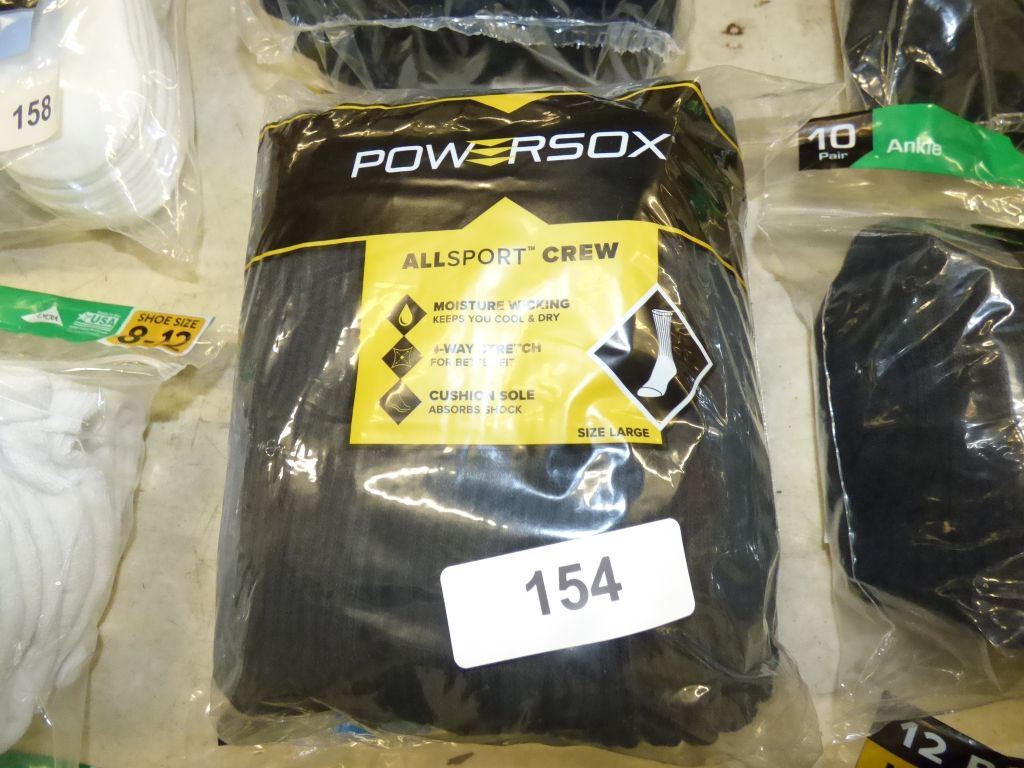 158
POWERSOX
ALLSPORT™ CREW
MOISTURE WICKING
KEEPS YOU COOL & DRY
4-WAY STRETCH
FOR BETTER FIT
CUSHION SOLE
ABSORBS SHOCK
SIZE LARGE
154
10
Pair
Ankle
USA
SHOE SIZE
8-12
12